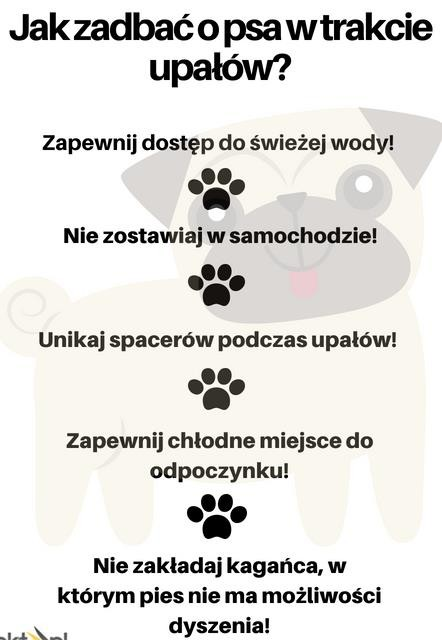 Jak zadbać o psa w trakcie
upałów?
Zapewnij dostęp do świeżej wody!
Nie zostawiaj w samochodzie!
Unikaj spacerów podczas upałów!
Zapewnij chłodne miejsce do
odpoczynku!
Nie zakładaj kagańca, w
którym pies nie ma możliwości
dyszenia!